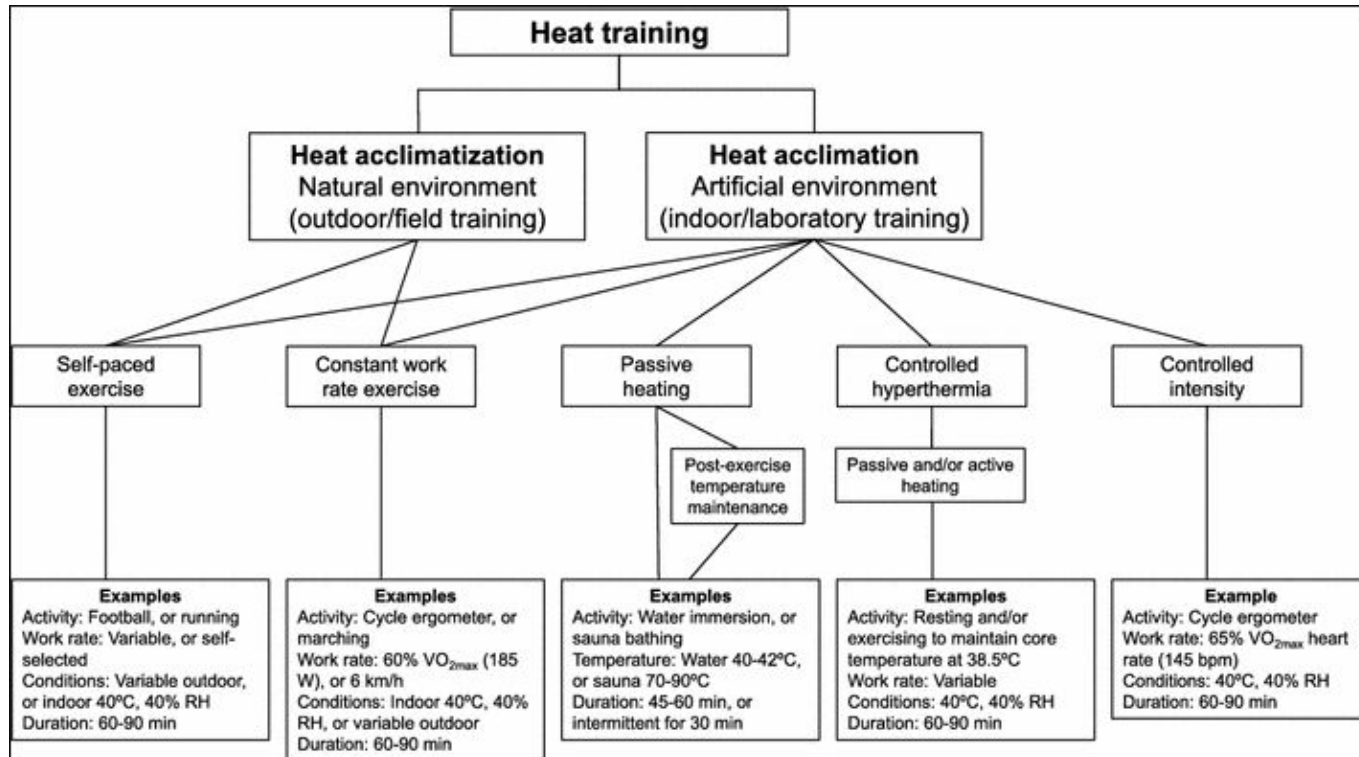 Heat training
Heat acclimatization
Natural environment
(outdoor/field training)
Heat acclimation
Artificial environment
(indoor/laboratory training)
Self-paced
exercise
Constant work
rate exercise
Passive
heating
Controlled
hyperthermia
Controlled
intensity
Post-exercise
temperature
maintenance
Passive and/or active
heating
Examples
Activity: Football, or running
Work rate: Variable, or self-
selected
Conditions: Variable outdoor,
or indoor 40ºC, 40% RH
Duration: 60-90 min
Examples
Activity: Cycle ergometer, or
marching
Work rate: 60% VO2max (185
W), or 6 km/h
Conditions: Indoor 40ºC, 40%
RH, or variable outdoor
Duration: 60-90 min
Examples
Activity: Water immersion, or
sauna bathing
Temperature: Water 40-42ºC,
or sauna 70-90ºC
Duration: 45-60 min, or
intermittent for 30 min
Examples
Activity: Resting and/or
exercising to maintain core
temperature at 38.5ºC
Work rate: Variable
Conditions: 40ºC, 40% RH
Duration: 60-90 min
Example
Activity: Cycle ergometer
Work rate: 65% VO2max heart
rate (145 bpm)
Conditions: 40ºC, 40% RH
Duration: 60-90 min